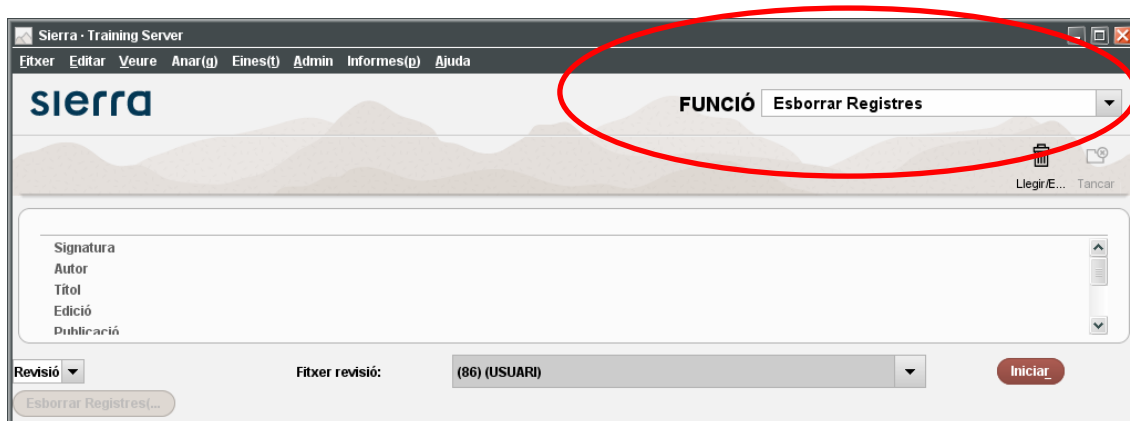 Sierra · Training Server
Fitxer Editar Veure Anar(g) Eines(t) Admin Informes(p) Ajuda
sierra FUNCIÓ Esborrar Registres
Llegir/E... Tancar
Signatura
Autor
Títol
Edició
Publicació
Revisió Fitxer revisió: (86) (USUARI) Iniciar
Esborrar Registres(...